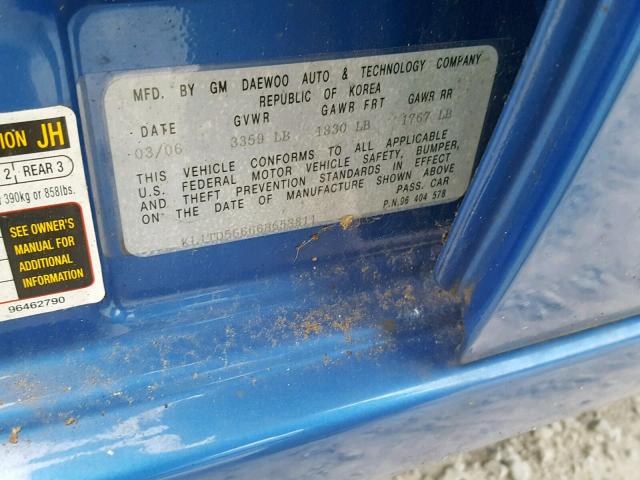 MFD. BY GM DAEWOO AUTO & TECHNOLOGY COMPANY
REPUBLIC OF KOREA
DATE GVWR GAWR FRT GAWR RR
03/06 3359 LB 1830 LB 1767 LB
THIS VEHICLE CONFORMS TO ALL APPLICABLE
U.S. FEDERAL MOTOR VEHICLE SAFETY, BUMPER,
AND THEFT PREVENTION STANDARDS IN EFFECT
ON THE DATE OF MANUFACTURE SHOWN ABOVE
PASS. CAR
P.N.96 404 578
ION JH
2 REAR 3
390kg or 858lbs.
SEE OWNER'S
MANUAL FOR
ADDITIONAL
INFORMATION
96462790